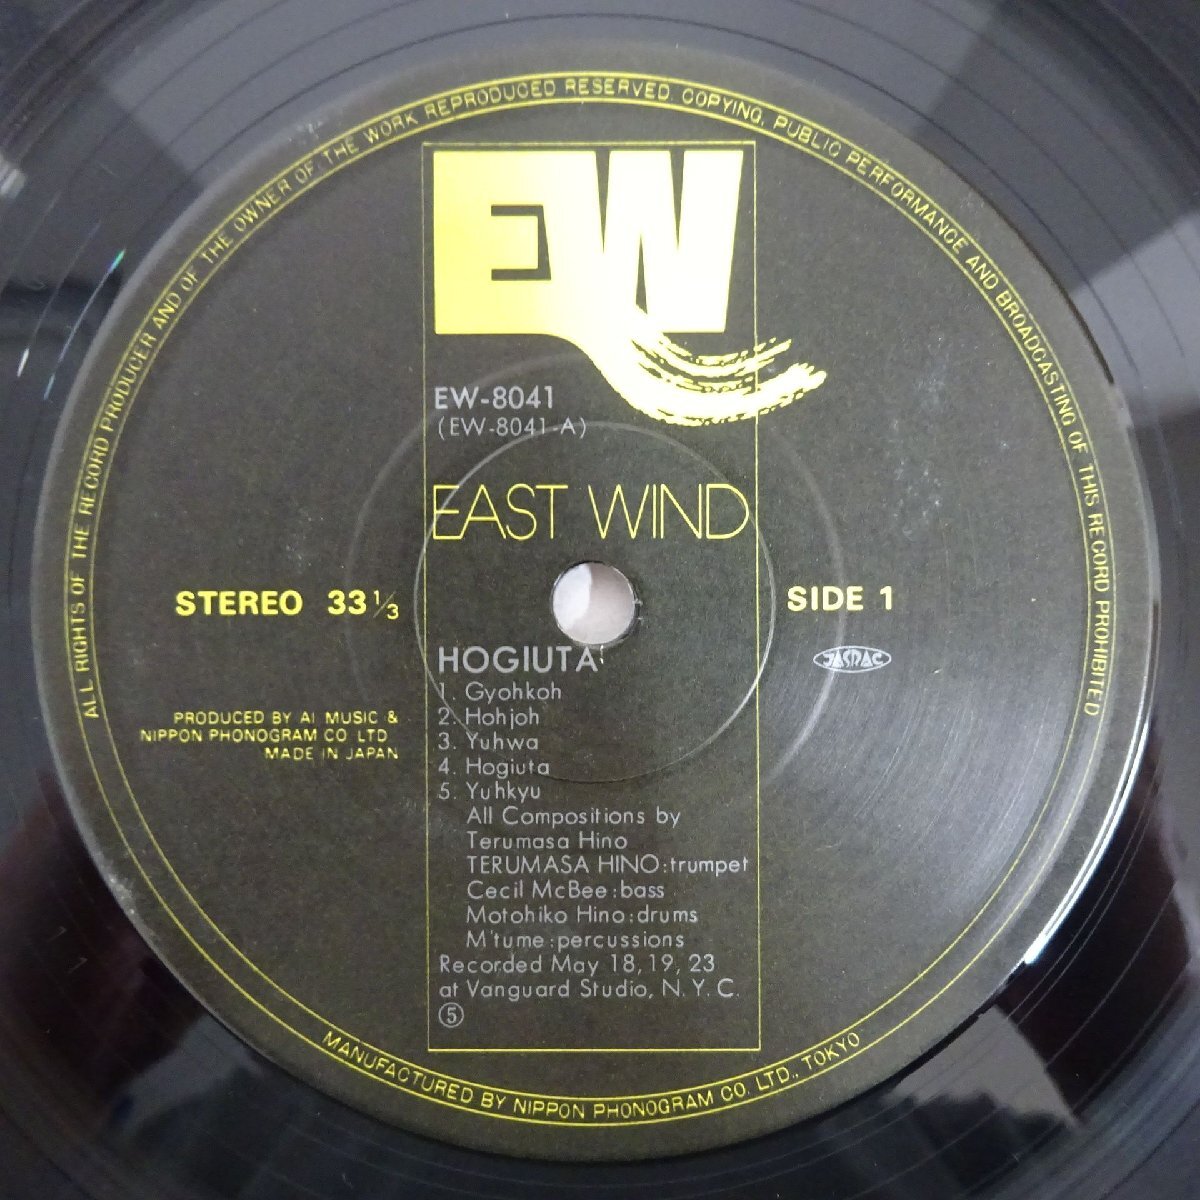 ALL RIGHTS OF THE RECORD PRODUCER AND OF THE OWNER OF THE WORK REPRODUCED RESERVED. COPYING, PUBLIC PERFORMANCE AND BROADCASTING OF THIS RECORD PROHIBITED
EW
EW-8041
(EW-8041-A)
EAST WIND
STEREO 33 1/3
SIDE 1
JASRAC
PRODUCED BY AI MUSIC &
NIPPON PHONOGRAM CO LTD
MADE IN JAPAN
HOGIUTA
1. Gyohkoh
2. Hohjoh
3. Yuhwa
4. Hogiuta
5. Yuhkyu
All Compositions by
Terumasa Hino
TERUMASA HINO:trumpet
Cecil McBee:bass
Motohiko Hino:drums
M'tume:percussions
Recorded May 18, 19, 23
at Vanguard Studio, N. Y. C.
⑤
MANUFACTURED BY NIPPON PHONOGRAM CO. LTD., TOKYO